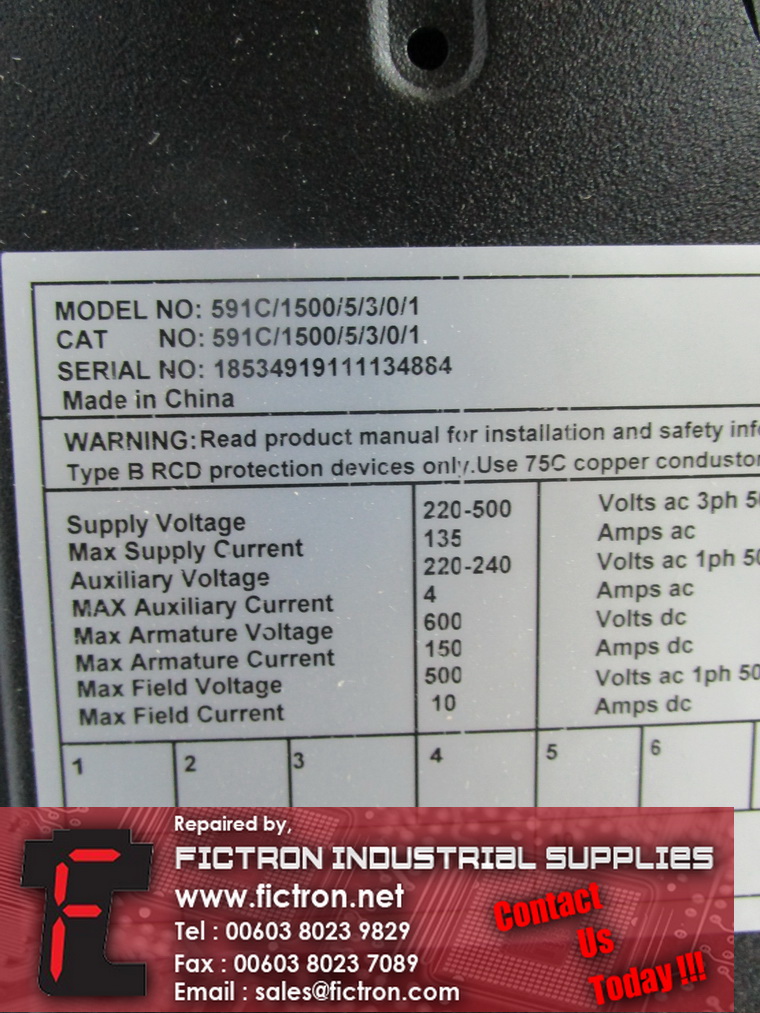 MODEL NO: 591C/1500/5/3/0/1
CAT NO: 591C/1500/5/3/0/1
SERIAL NO: 18534919111134884
Made in China
WARNING: Read product manual for installation and safety
Type B RCD protection devices only.Use 75C copper
Supply Voltage 220-500 Volts ac 3ph
Max Supply Current 135 Amps ac
Auxiliary Voltage 220-240 Volts ac 1ph
MAX Auxiliary Current 4 Amps ac
Max Armature Voltage 600 Volts dc
Max Armature Current 150 Amps dc
Max Field Voltage 500 Volts ac 1ph
Max Field Current 10 Amps dc
1 2 3 4 5 6
Repaired by,
FICTRON INDUSTRIAL SUPPLIES
www.fictron.net
Tel : 00603 8023 9829
Fax : 00603 8023 7089
Email : sales@fictron.com
Contact
Us
Today !!!